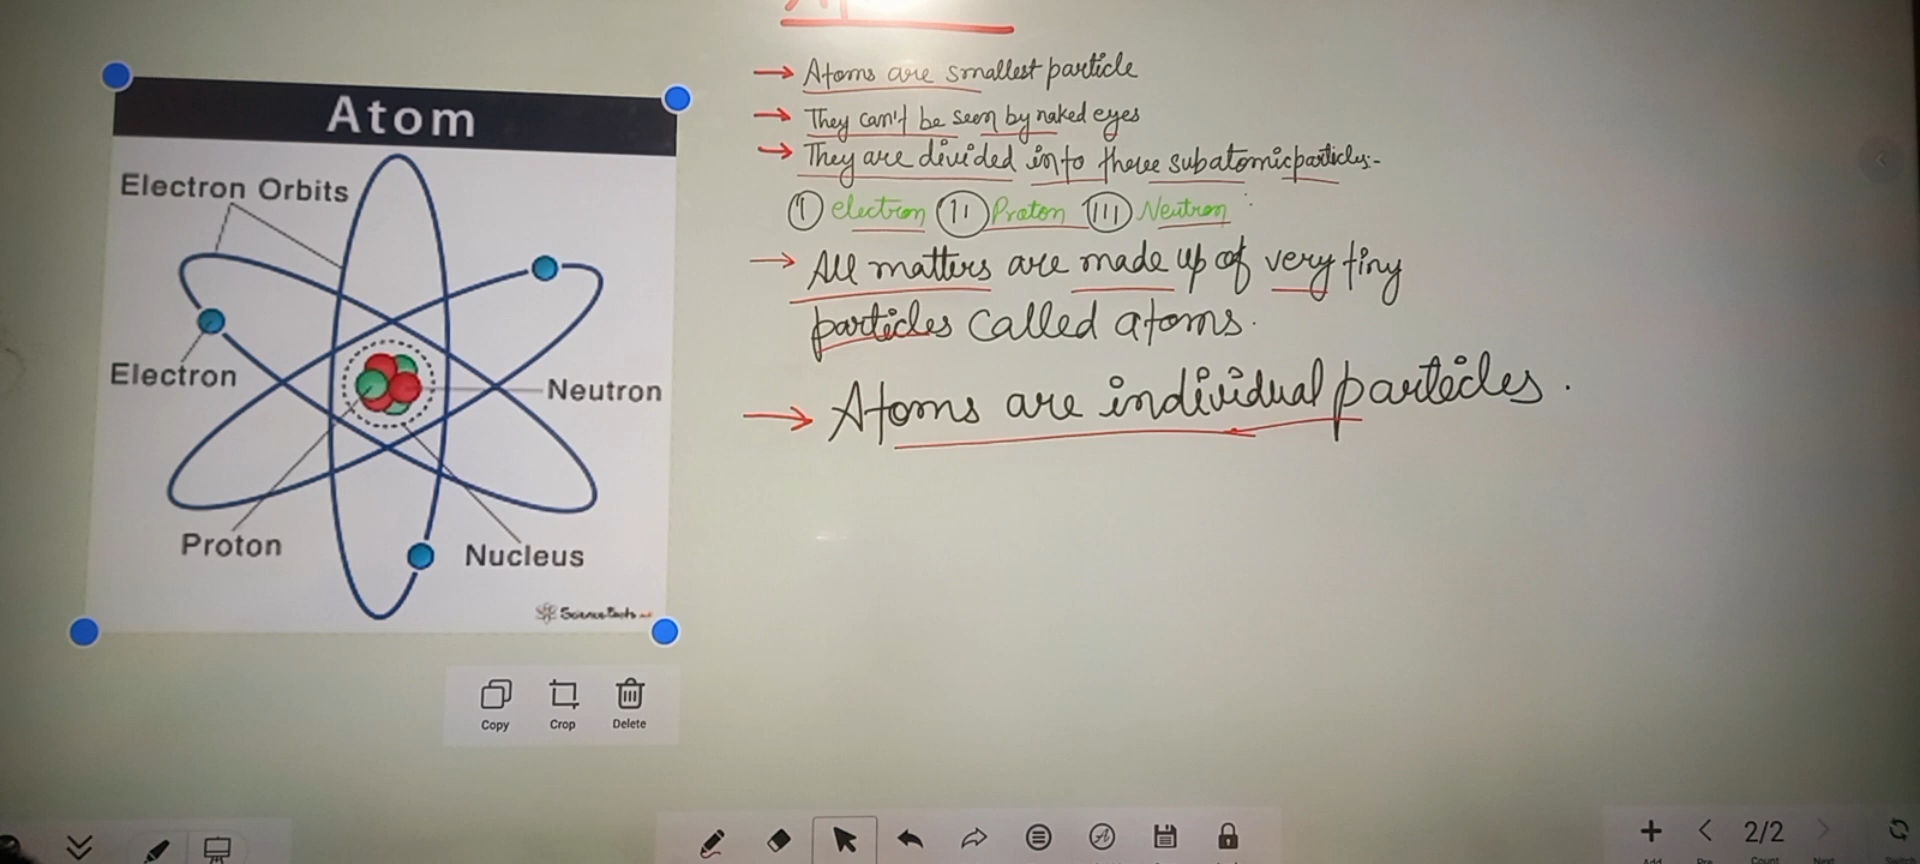 Atom
Electron Orbits
Electron
Neutron
Proton
Nucleus
→ Atoms are smallest particle
→ They can't be seen by naked eyes
→ They are divided into three subatomic particles:-
(I) electron (II) Proton (III) Neutron
→ All matters are made up of very tiny
particles called atoms.
→ Atoms are individual particles.
Copy Crop Delete
2/2
Count